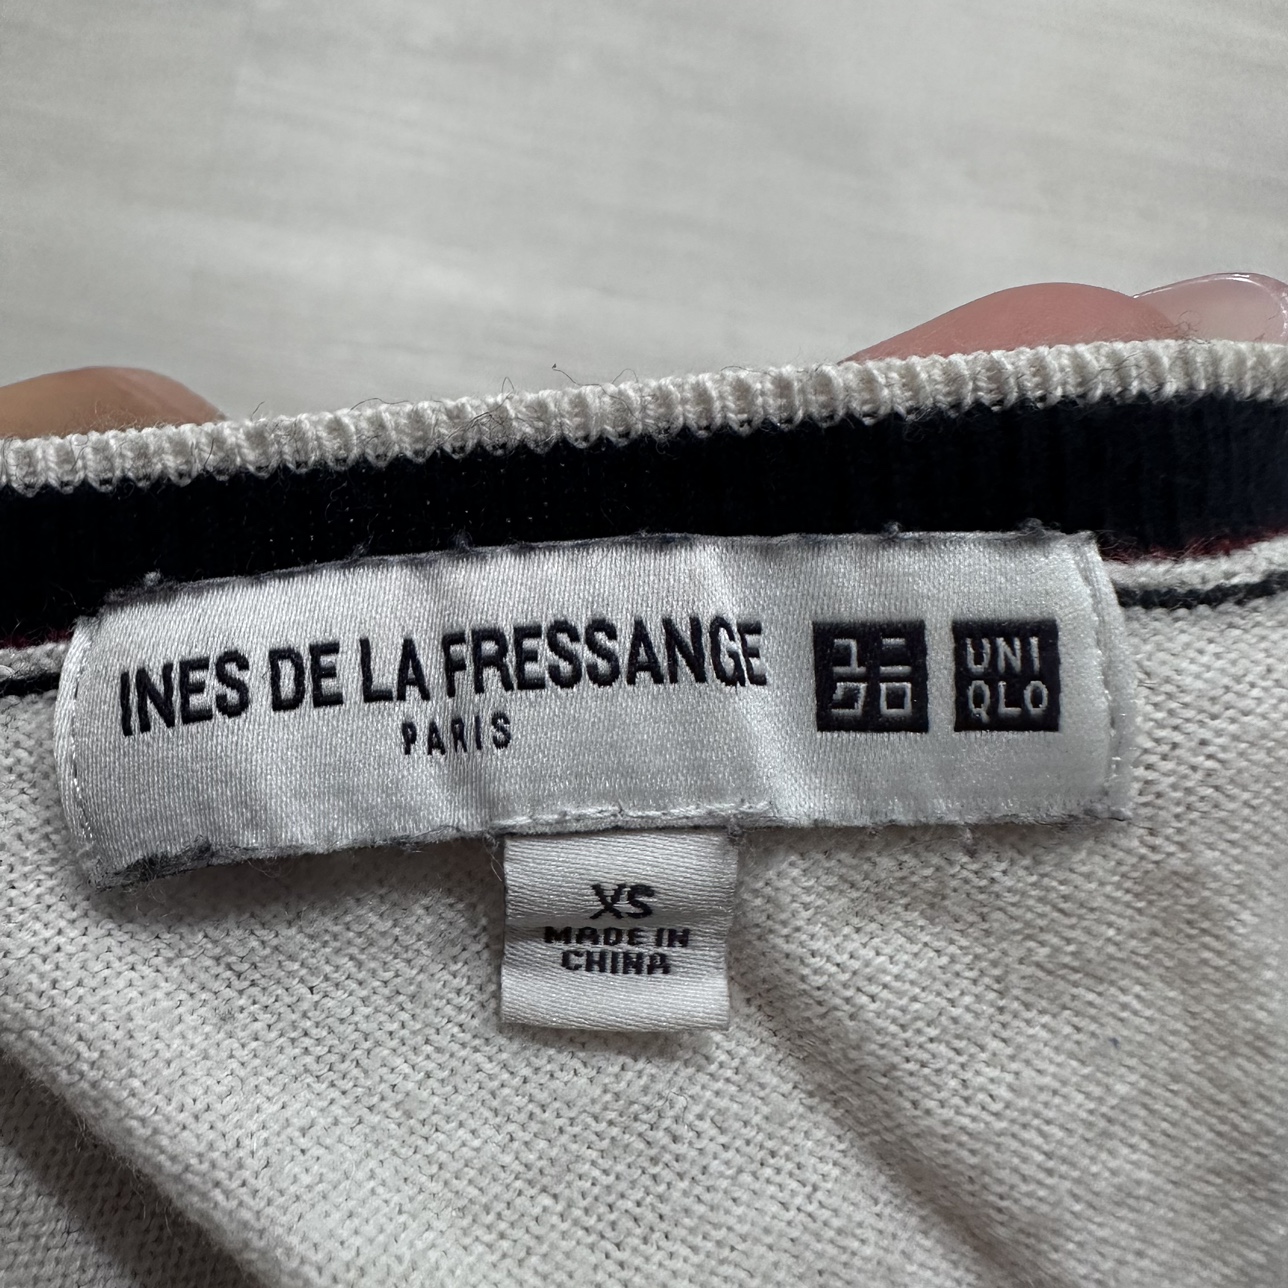 INES DE LA FRESSANGE
PARIS
ユニ
クロ
UNI
QLO
XS
MADE IN
CHINA